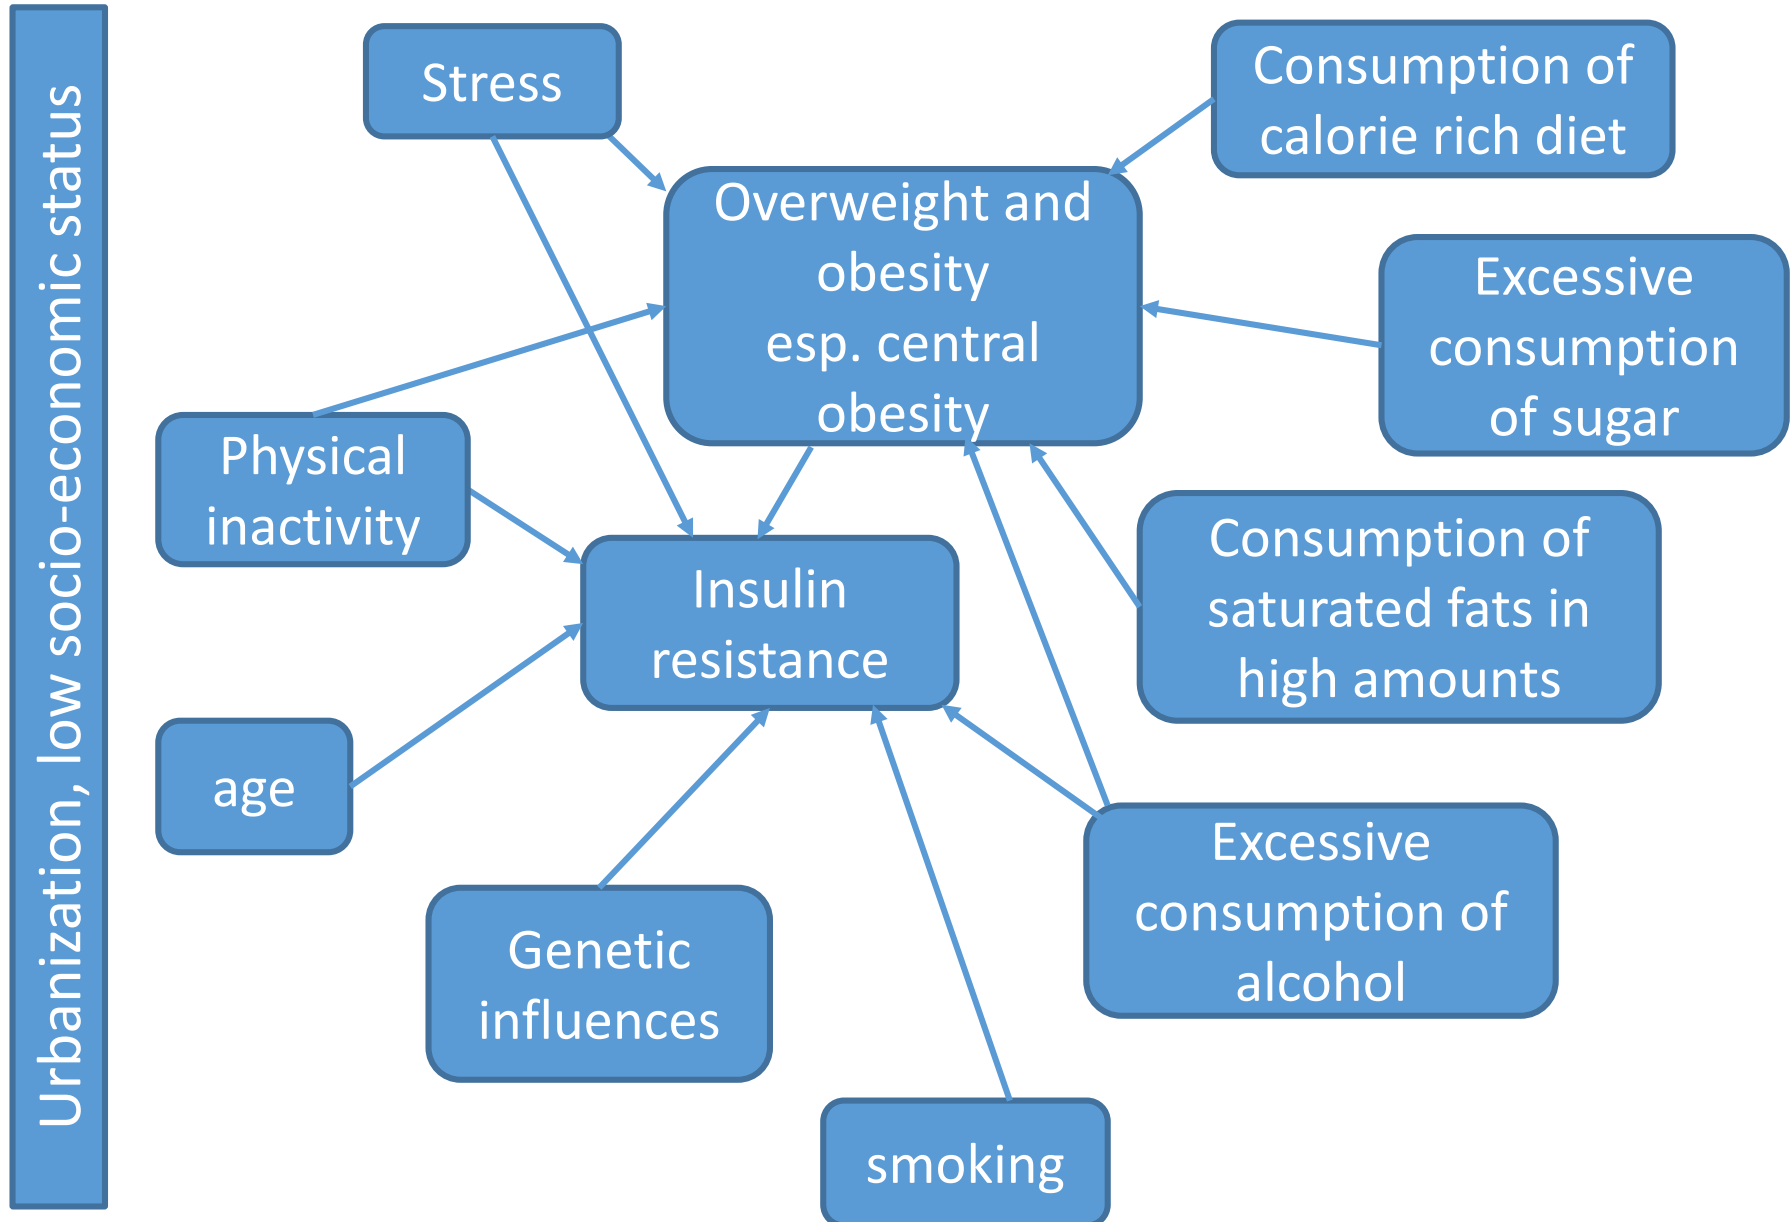 Urbanization, low socio-economic status
Stress
Consumption of
calorie rich diet
Overweight and
obesity
esp. central
obesity
Excessive
consumption
of sugar
Physical
inactivity
Consumption of
saturated fats in
high amounts
Insulin
resistance
age
Excessive
consumption of
alcohol
Genetic
influences
smoking